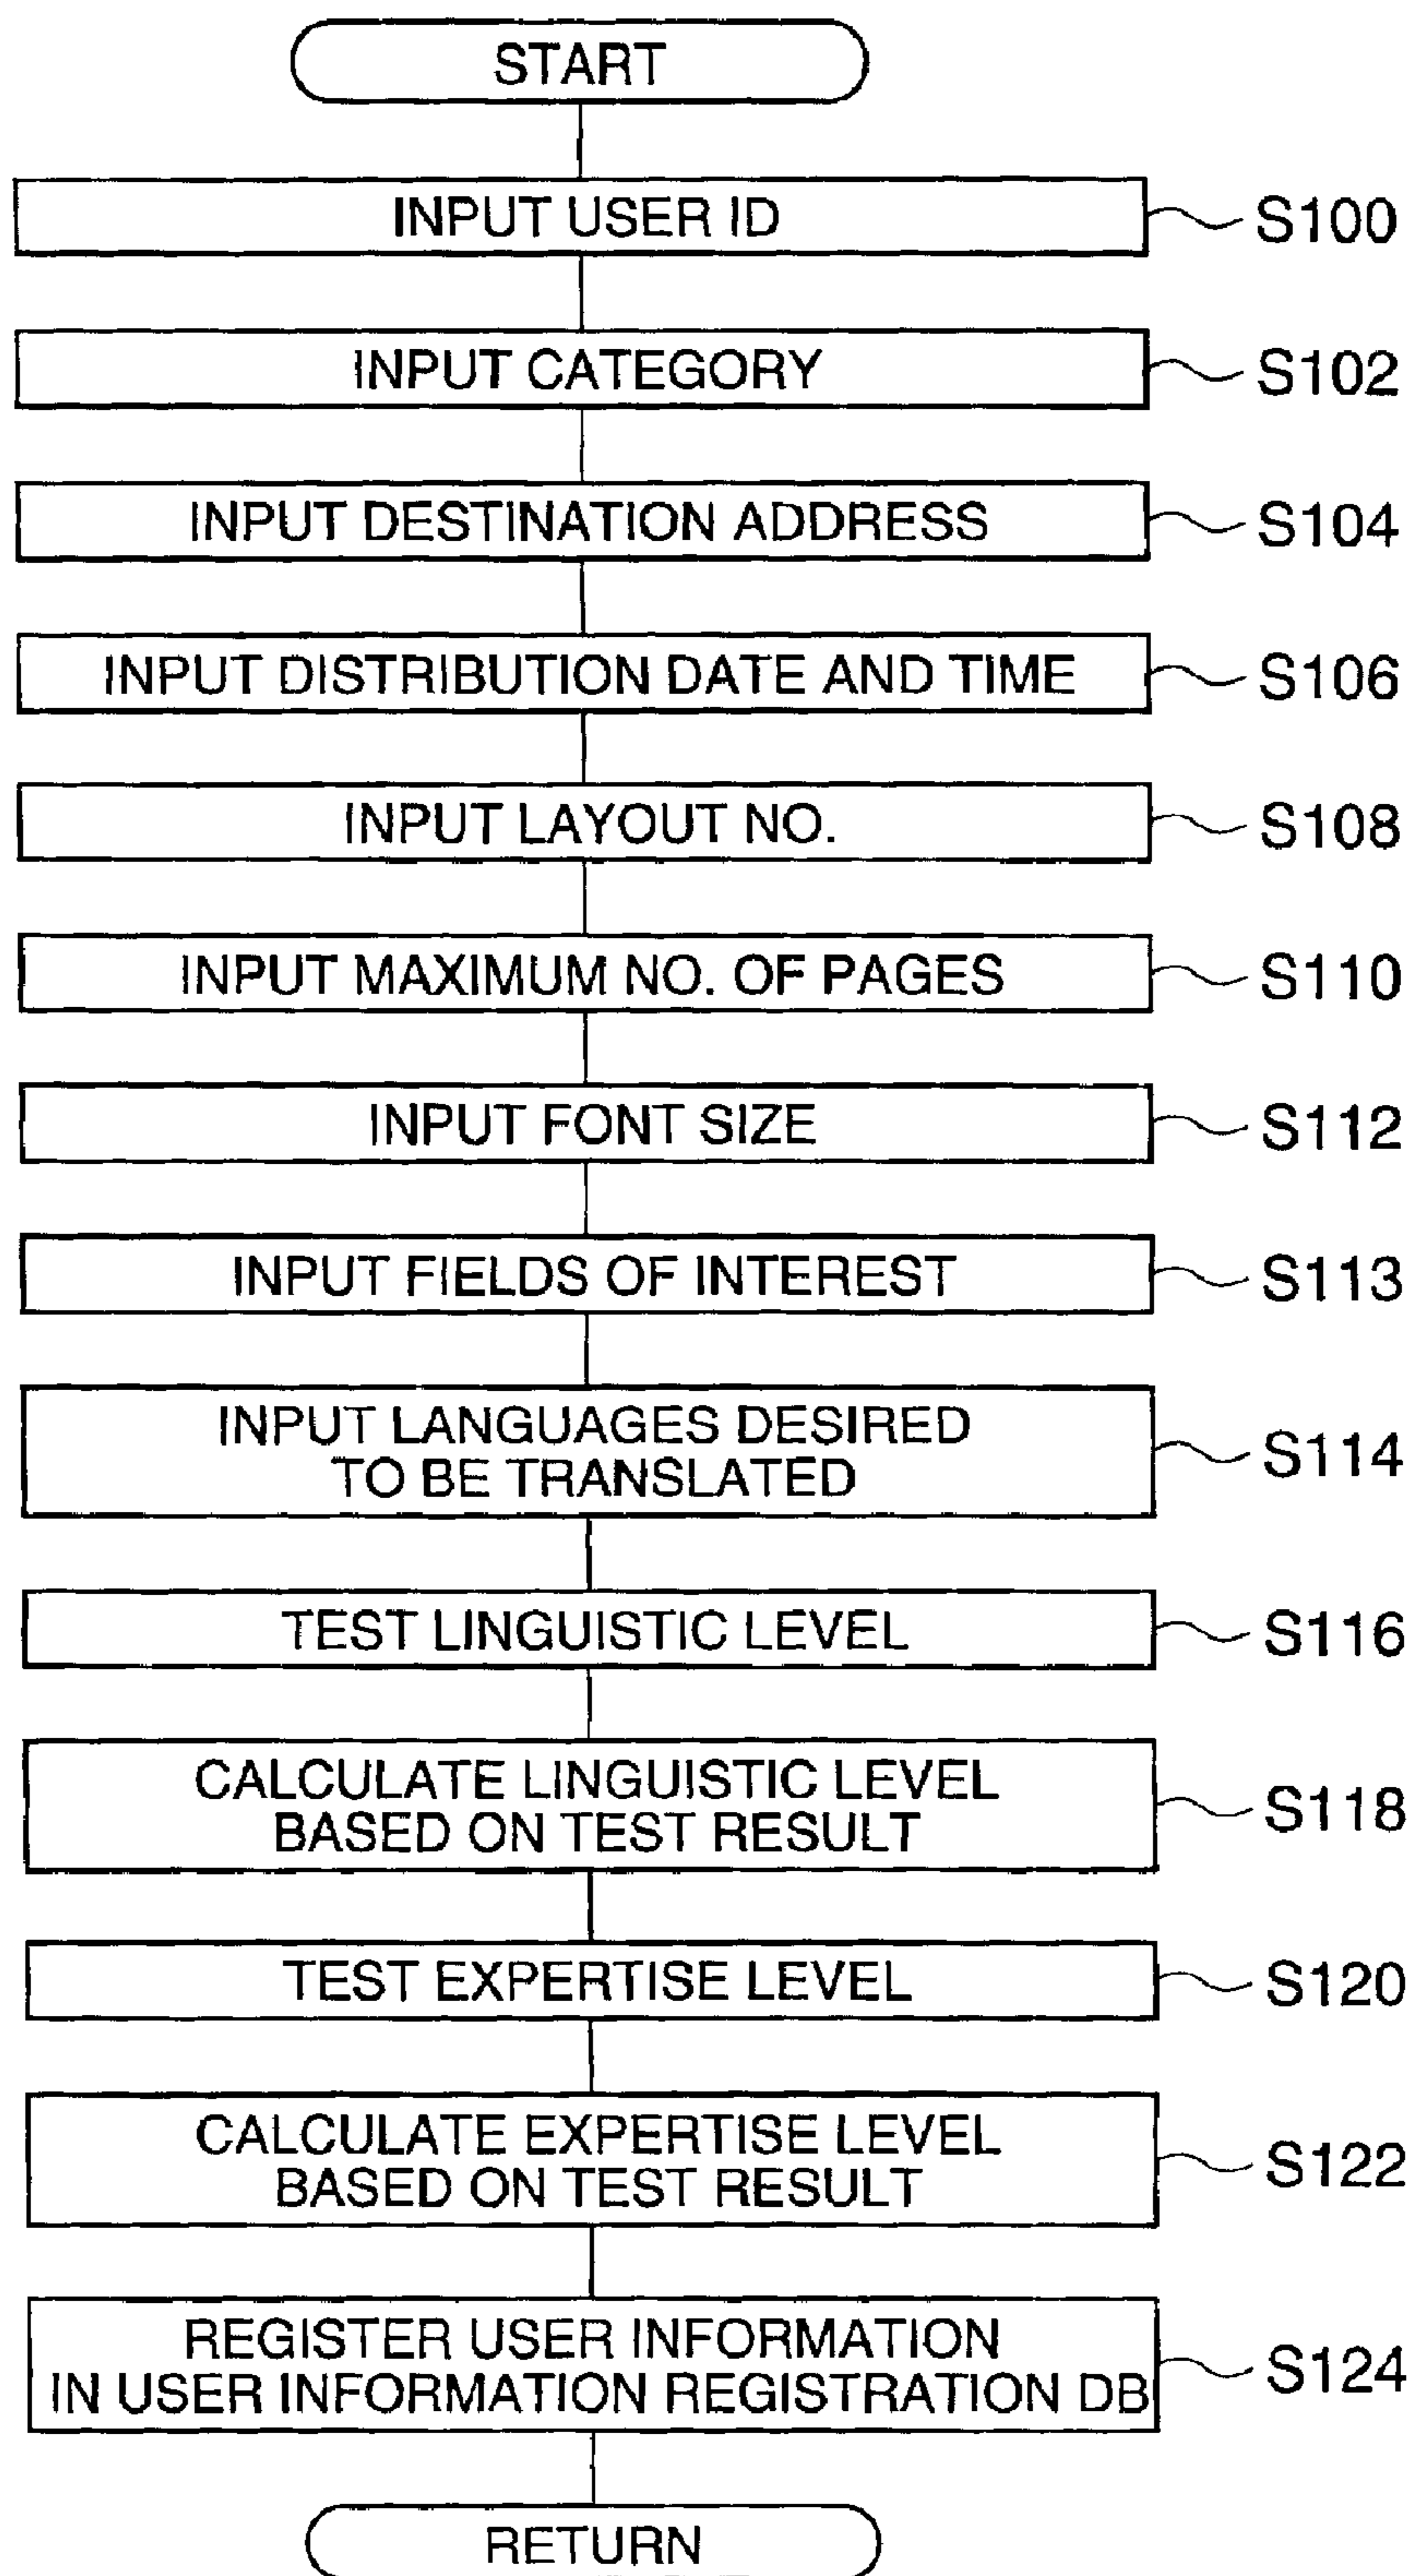 START
INPUT USER ID S100
INPUT CATEGORY S102
INPUT DESTINATION ADDRESS S104
INPUT DISTRIBUTION DATE AND TIME S106
INPUT LAYOUT NO. S108
INPUT MAXIMUM NO. OF PAGES S110
INPUT FONT SIZE S112
INPUT FIELDS OF INTEREST S113
INPUT LANGUAGES DESIRED
TO BE TRANSLATED S114
TEST LINGUISTIC LEVEL S116
CALCULATE LINGUISTIC LEVEL
BASED ON TEST RESULT S118
TEST EXPERTISE LEVEL S120
CALCULATE EXPERTISE LEVEL
BASED ON TEST RESULT S122
REGISTER USER INFORMATION
IN USER INFORMATION REGISTRATION DB S124
RETURN